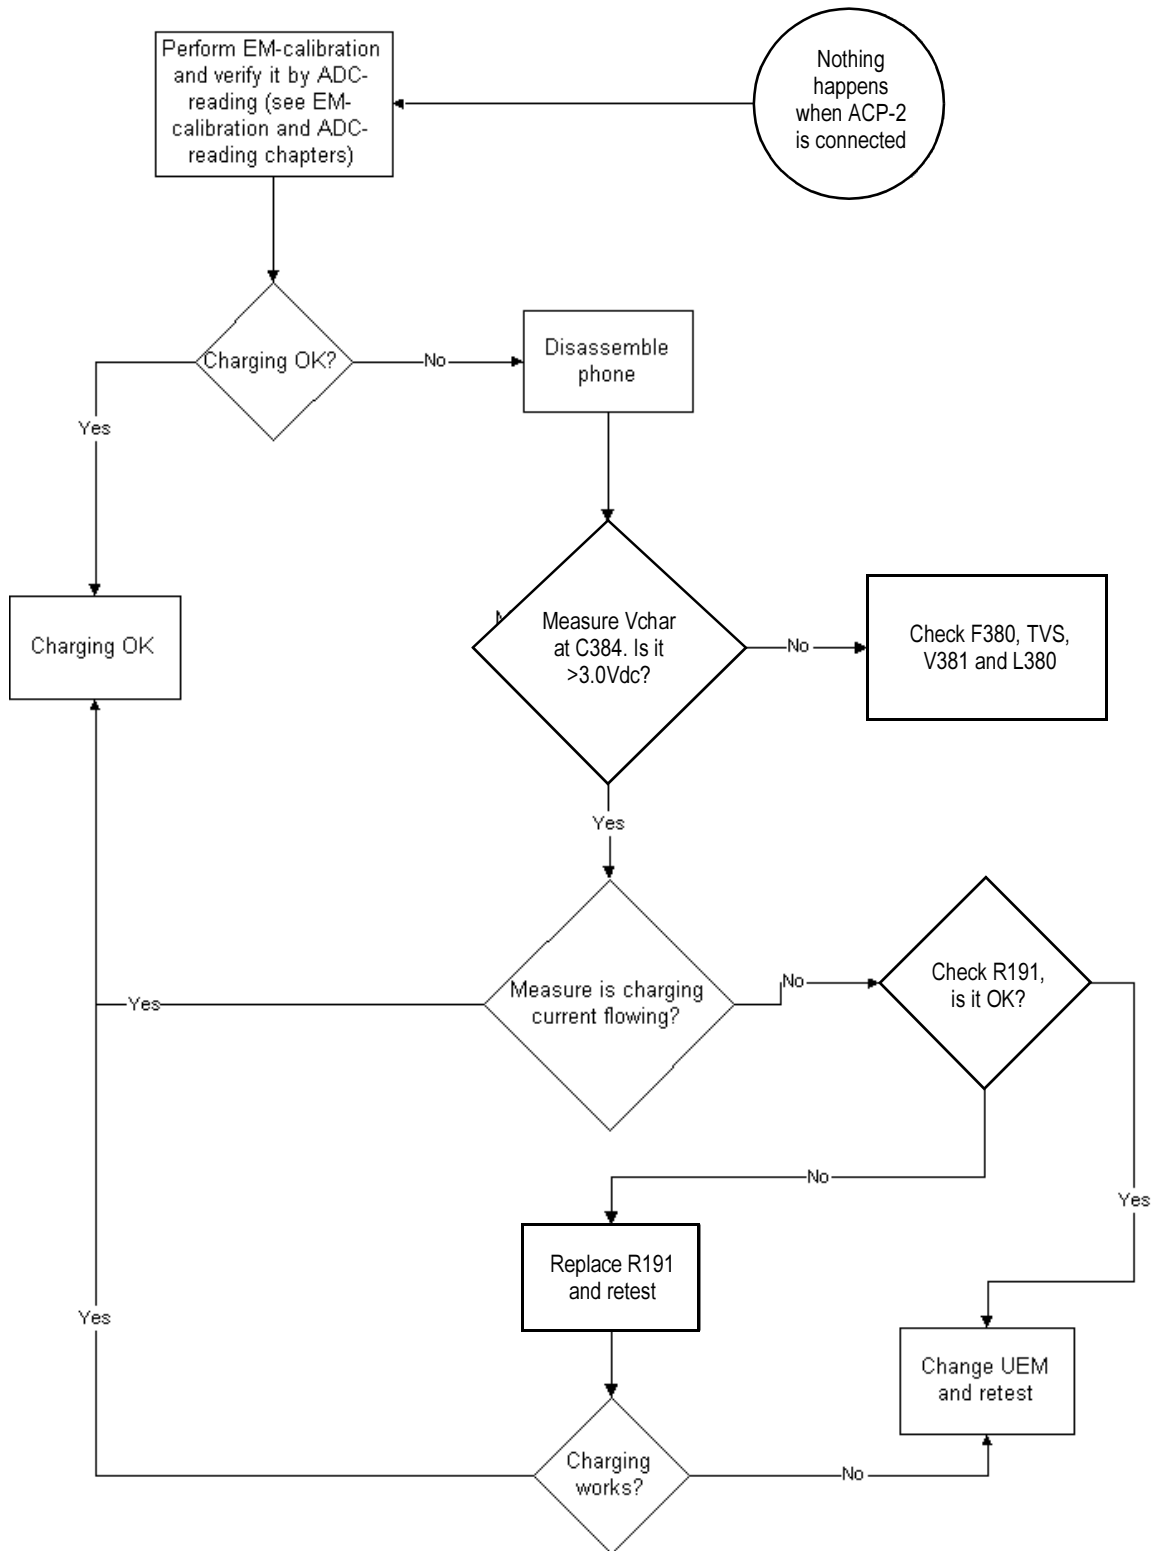 Nothing
happens
when ACP-2
is connected
Perform EM-calibration
and verify it by ADC-
reading (see EM-
calibration and ADC-
reading chapters)
Charging OK?
No
Yes
Disassemble
phone
Charging OK
Measure Vchar
at C384. Is it
>3.0Vdc?
No
Check F380, TVS,
V381 and L380
Yes
Measure is charging
current flowing?
Yes
No
Check R191,
is it OK?
No
Yes
Replace R191
and retest
Yes
Change UEM
and retest
Charging
works?
No